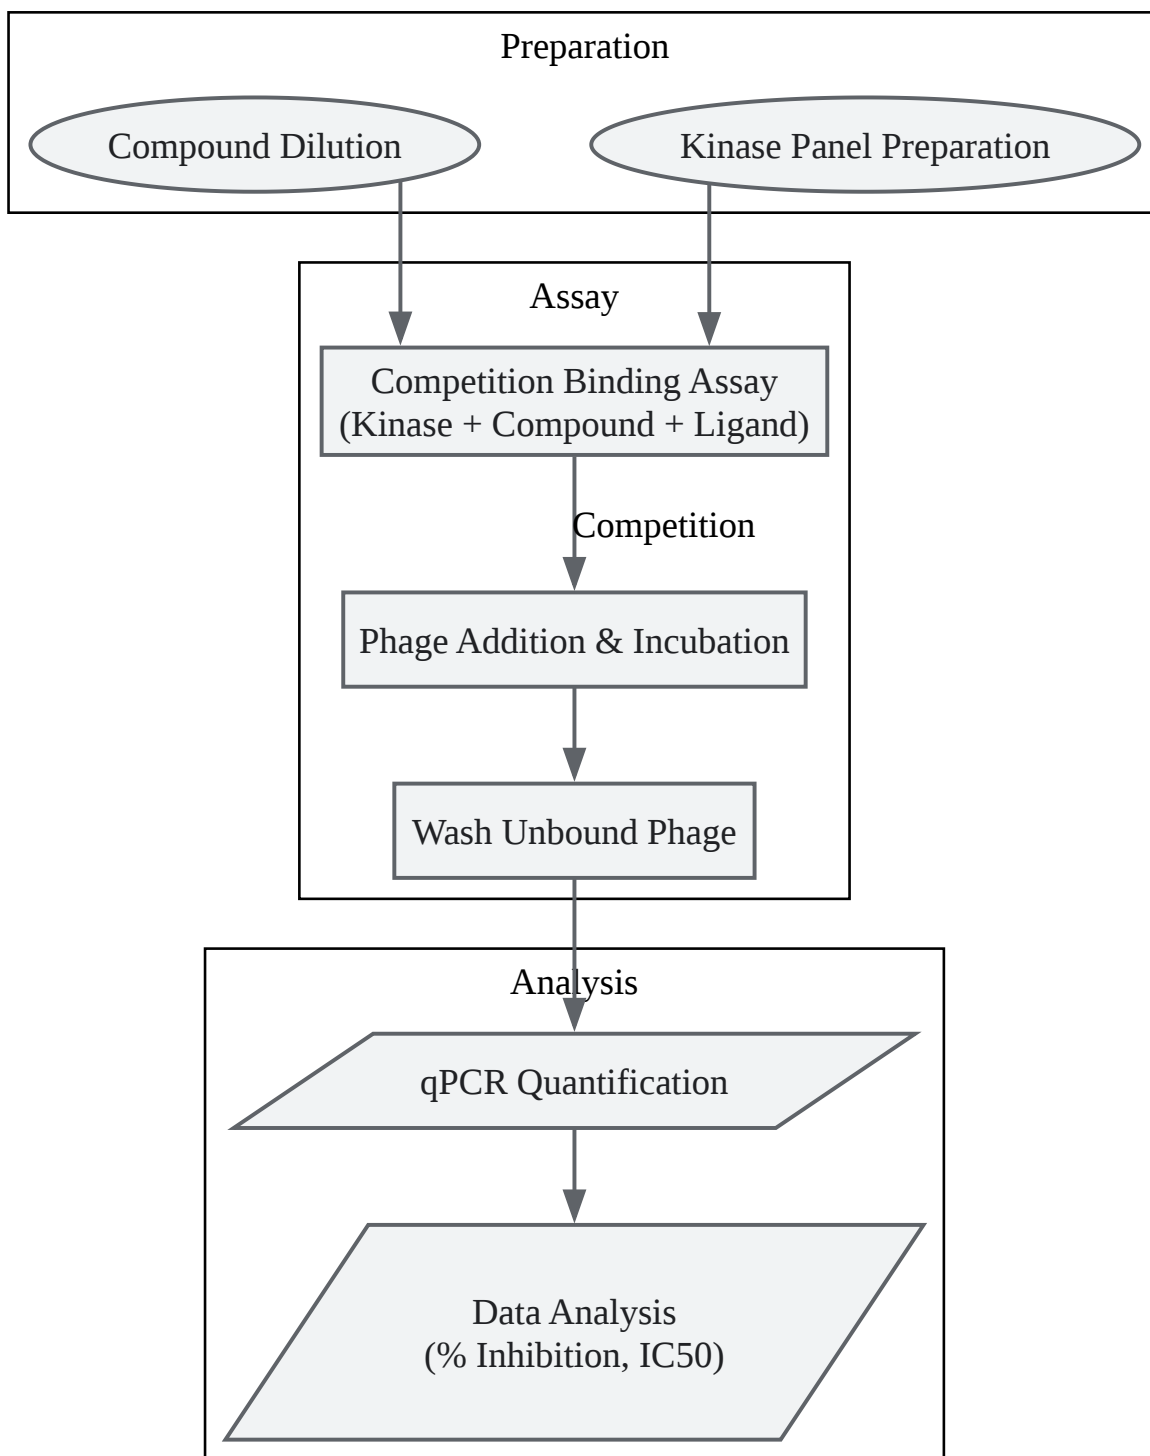 Preparation
Compound Dilution
Kinase Panel Preparation
Assay
Competition Binding Assay
(Kinase + Compound + Ligand)
Competition
Phage Addition & Incubation
Wash Unbound Phage
Analysis
qPCR Quantification
Data Analysis
(% Inhibition, IC50)